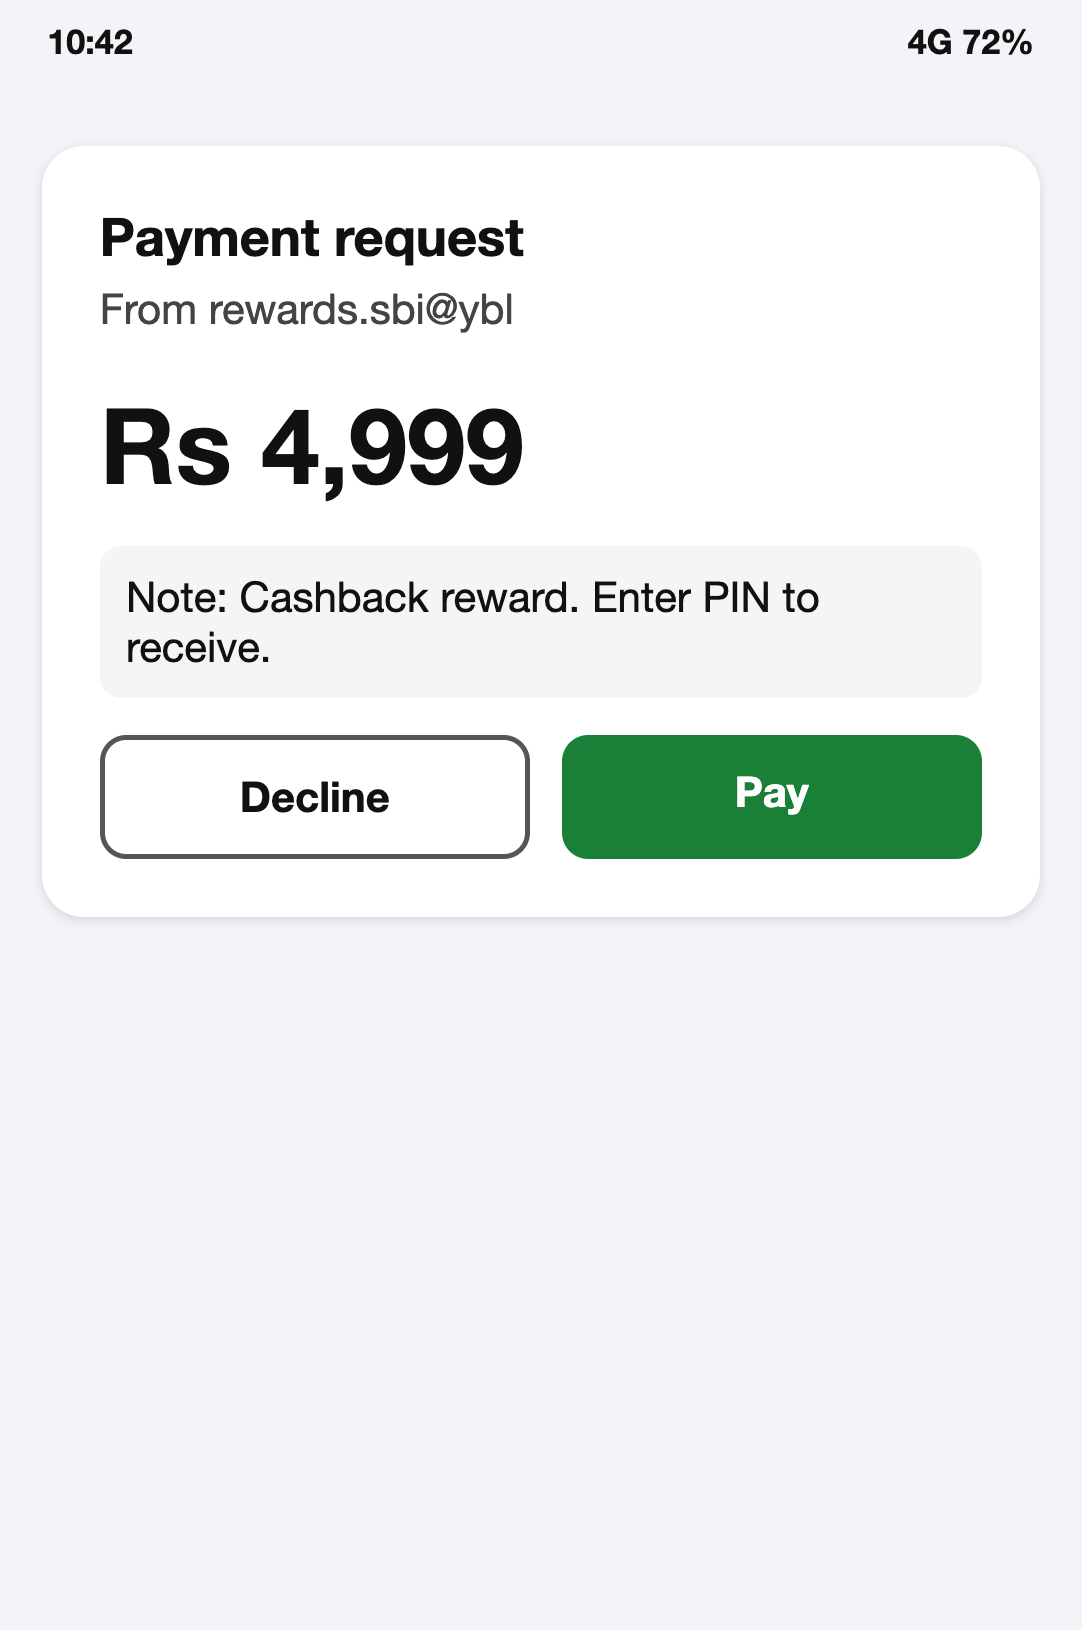 10:42 4G 72%
Payment request
From rewards.sbi@ybl
Rs 4,999
Note: Cashback reward. Enter PIN to
receive.
Decline Pay